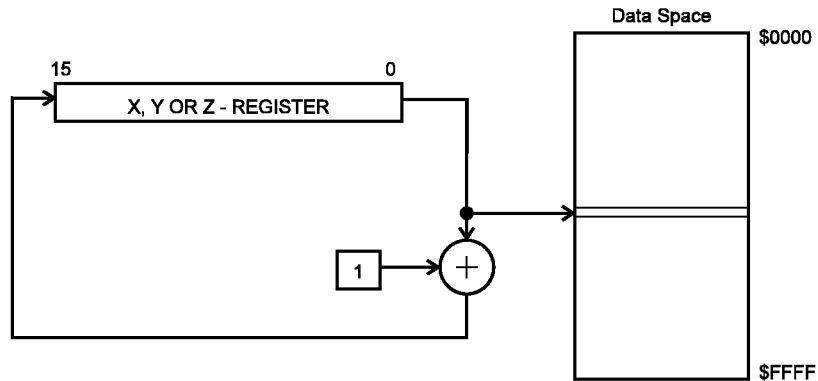 Data Space
$0000
15
0
X, Y OR Z - REGISTER
1
+
$FFFF